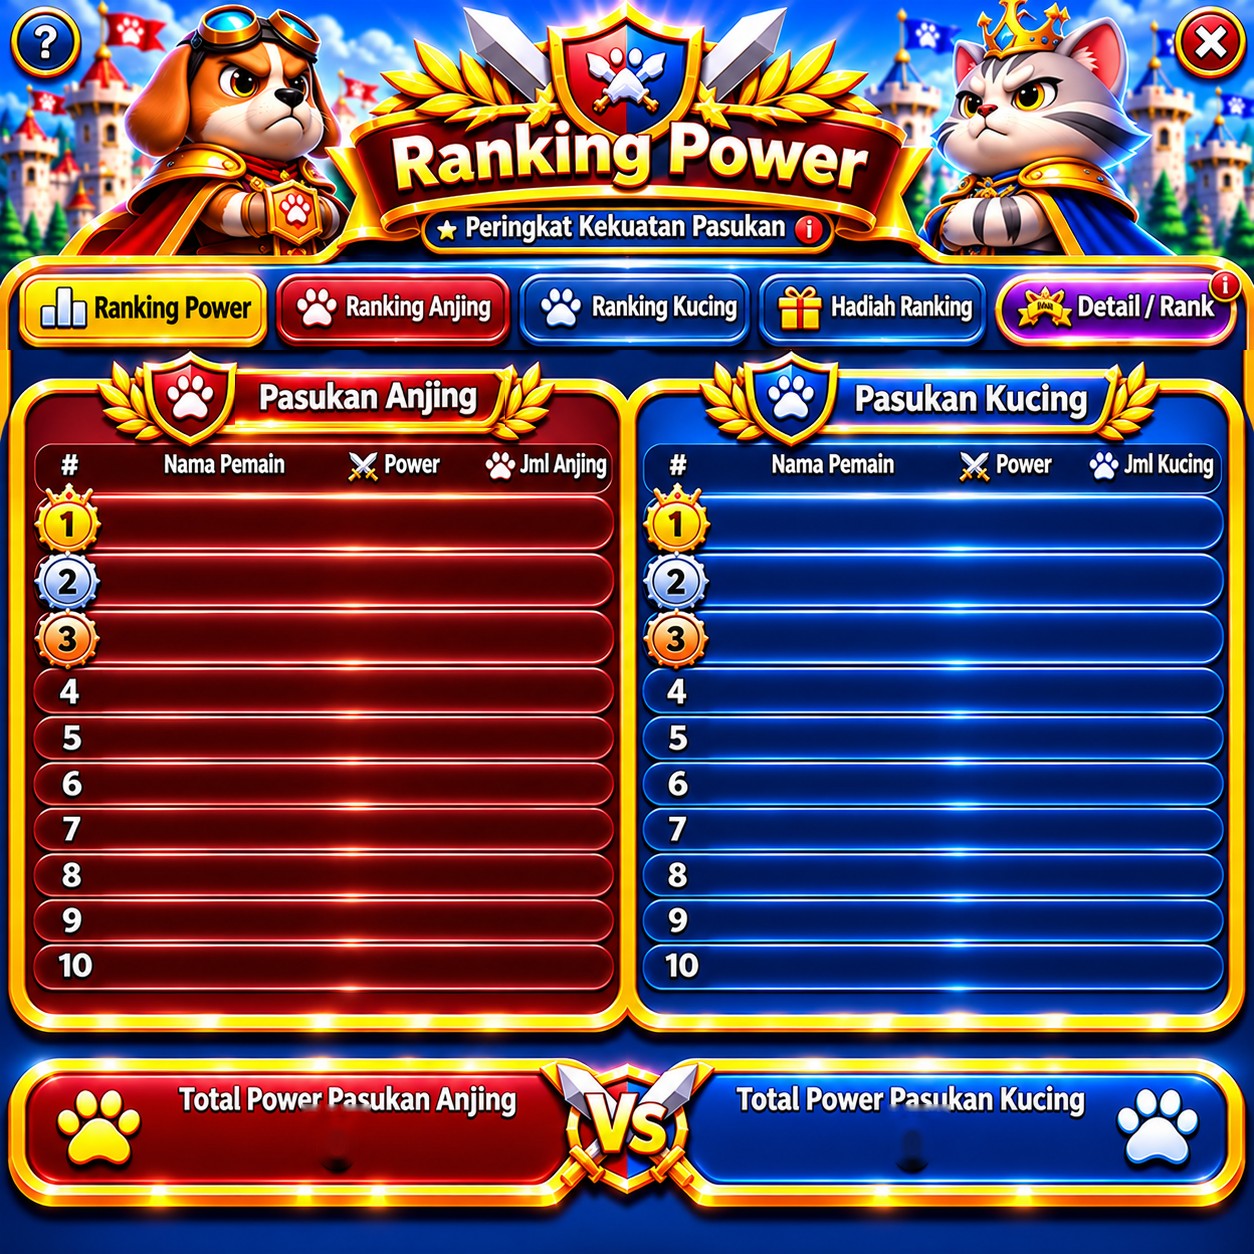 ?
Ranking Power
Peringkat Kekuatan Pasukan i
Ranking Power
Ranking Anjing
Ranking Kucing
Hadiah Ranking
Detail / Rank i
Pasukan Anjing
# Nama Pemain Power Jml Anjing
1
2
3
4
5
6
7
8
9
10
Pasukan Kucing
# Nama Pemain Power Jml Kucing
1
2
3
4
5
6
7
8
9
10
Total Power Pasukan Anjing
VS
Total Power Pasukan Kucing